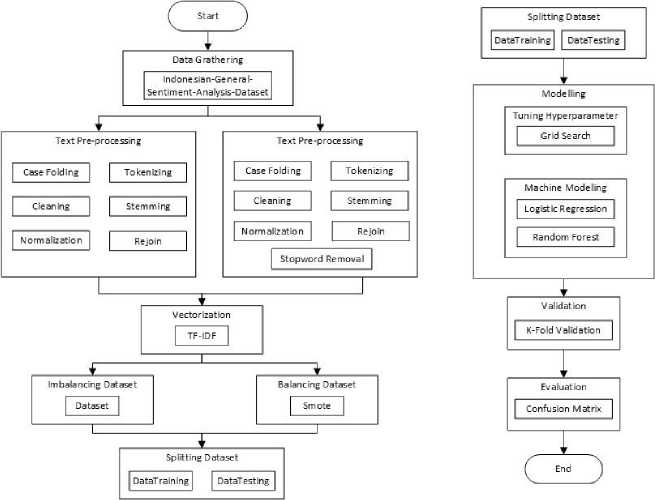 Start
Data Grathering
Indonesian-General-
Sentiment-Analysis-Dataset
Text Pre-processing
Case Folding
Tokenizing
Cleaning
Stemming
Normalization
Rejoin
Text Pre-processing
Case Folding
Tokenizing
Cleaning
Stemming
Normalization
Rejoin
Stopword Removal
Vectorization
TF-IDF
Imbalancing Dataset
Dataset
Balancing Dataset
Smote
Splitting Dataset
DataTraining
DataTesting
Splitting Dataset
DataTraining
DataTesting
Modelling
Tuning Hyperparameter
Grid Search
Machine Modeling
Logistic Regression
Random Forest
Validation
K-Fold Validation
Evaluation
Confusion Matrix
End